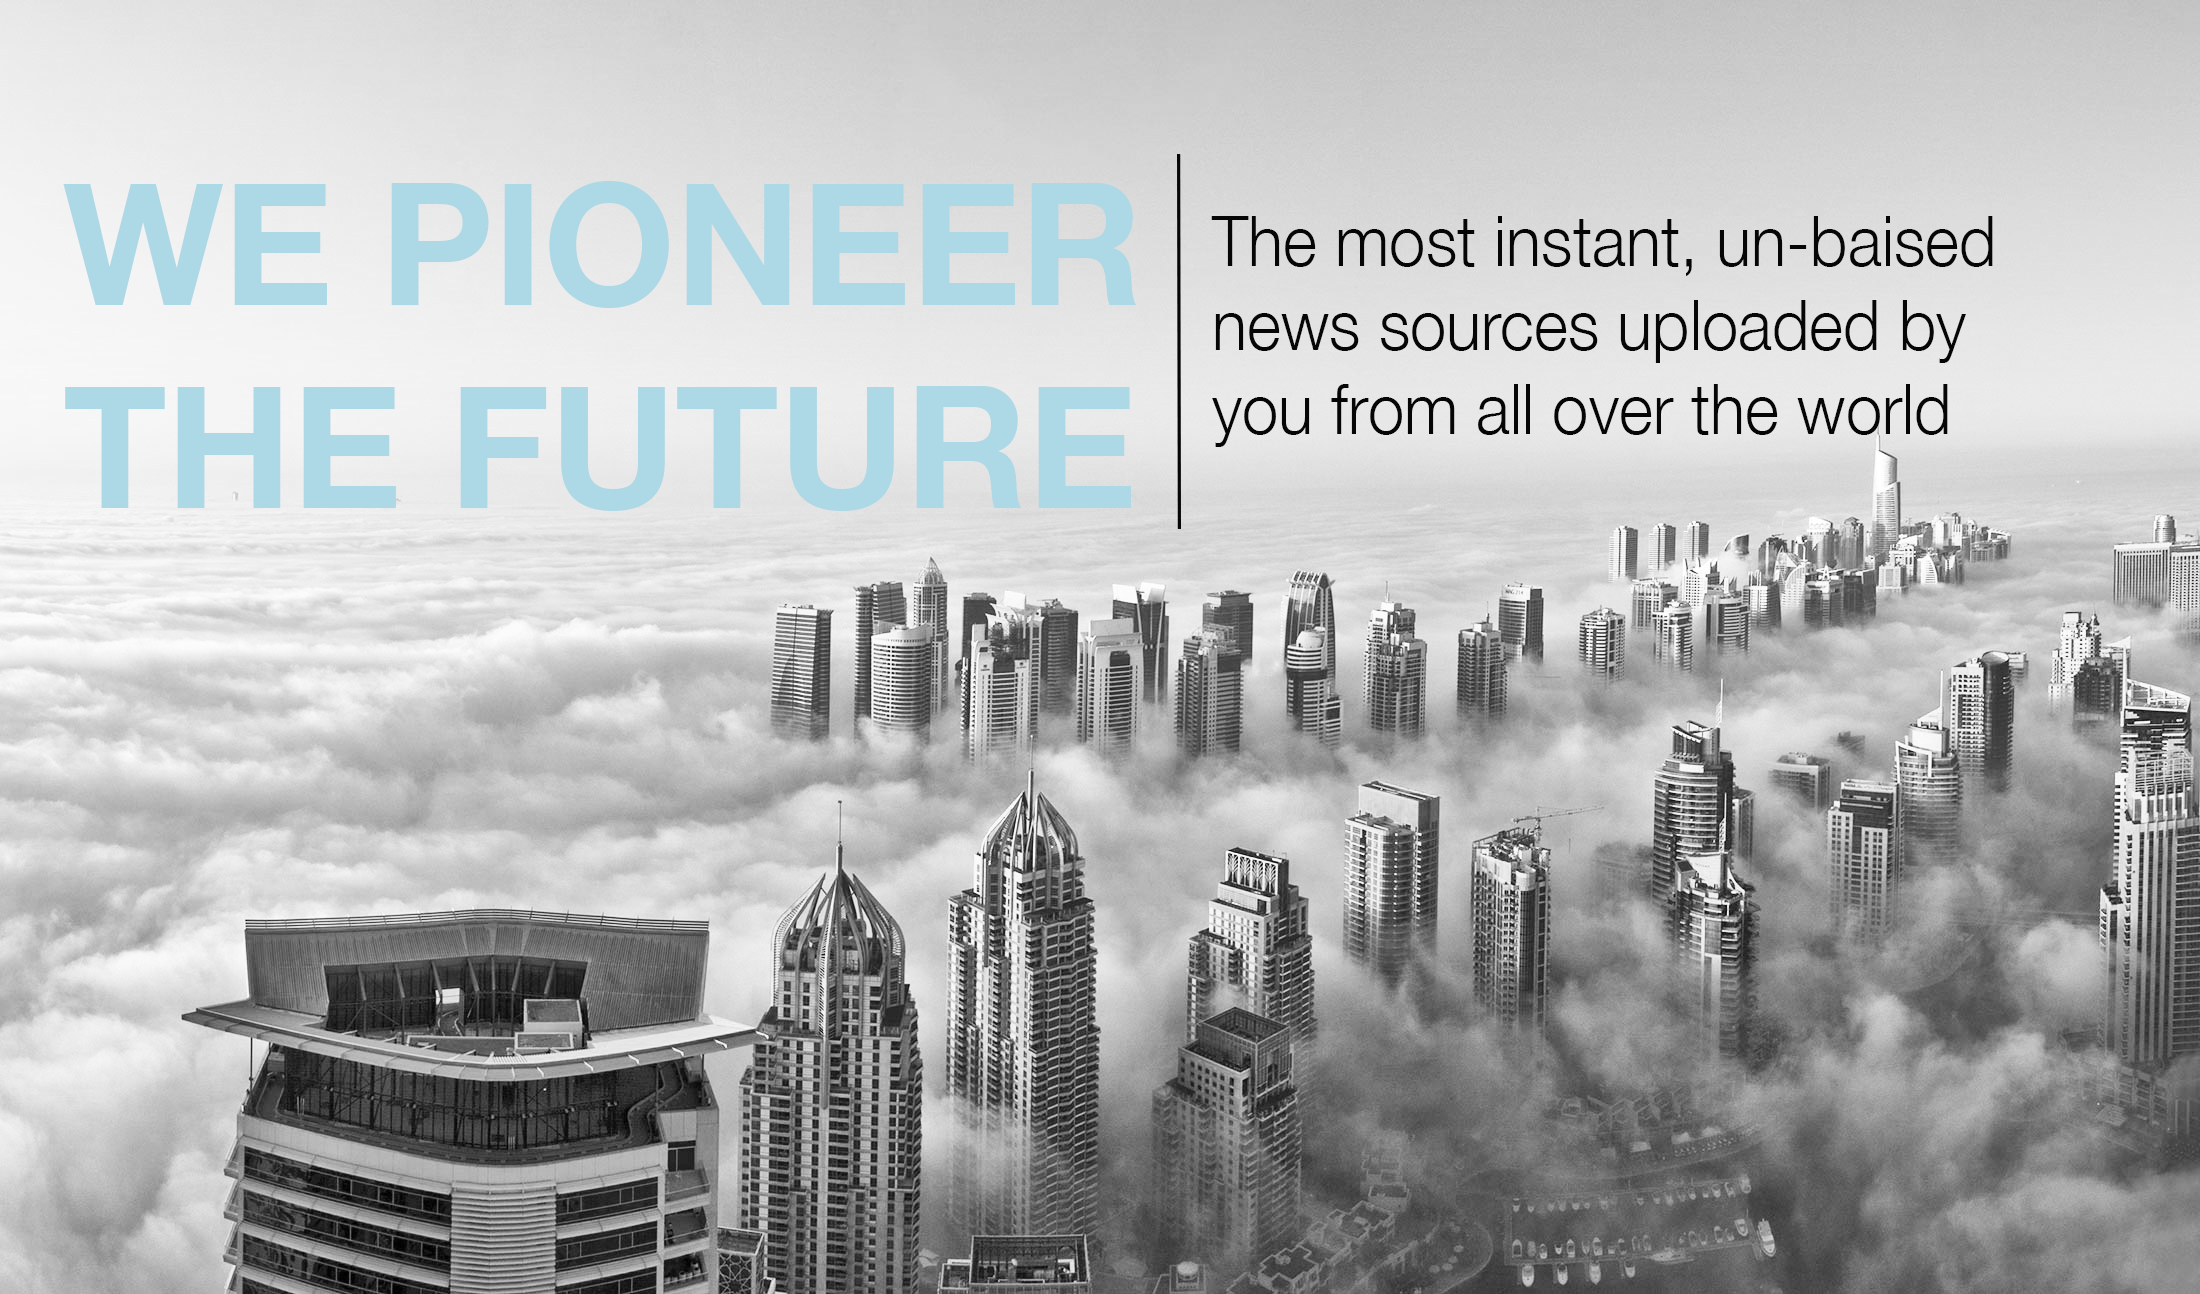 WE PIONEER
THE FUTURE
The most instant, un-baised
news sources uploaded by
you from all over the world